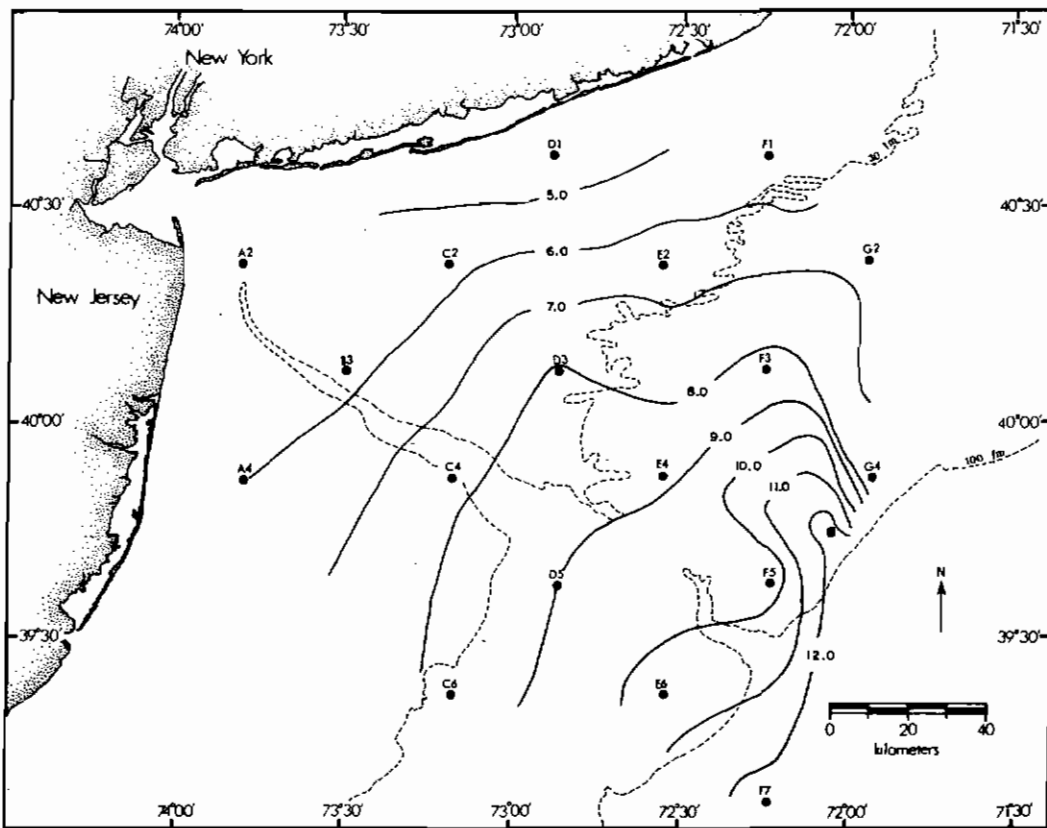 74°00' 73°30' 73°00' 72°30' 72°00' 71°30'
New York
D1 F1
30 fm
5.0
40°30' 40°30'
6.0
A2 C2 E2 G2
New Jersey
7.0
D3 F3
8.0
40°00' 40°00'
9.0
100 fm
A4 C4 E4 10.0 G4
11.0
D5 F5
N
39°30' 39°30'
12.0
C6 E6
0 20 40
kilometers
F7
74°00' 73°30' 73°00' 72°30' 72°00' 71°30'